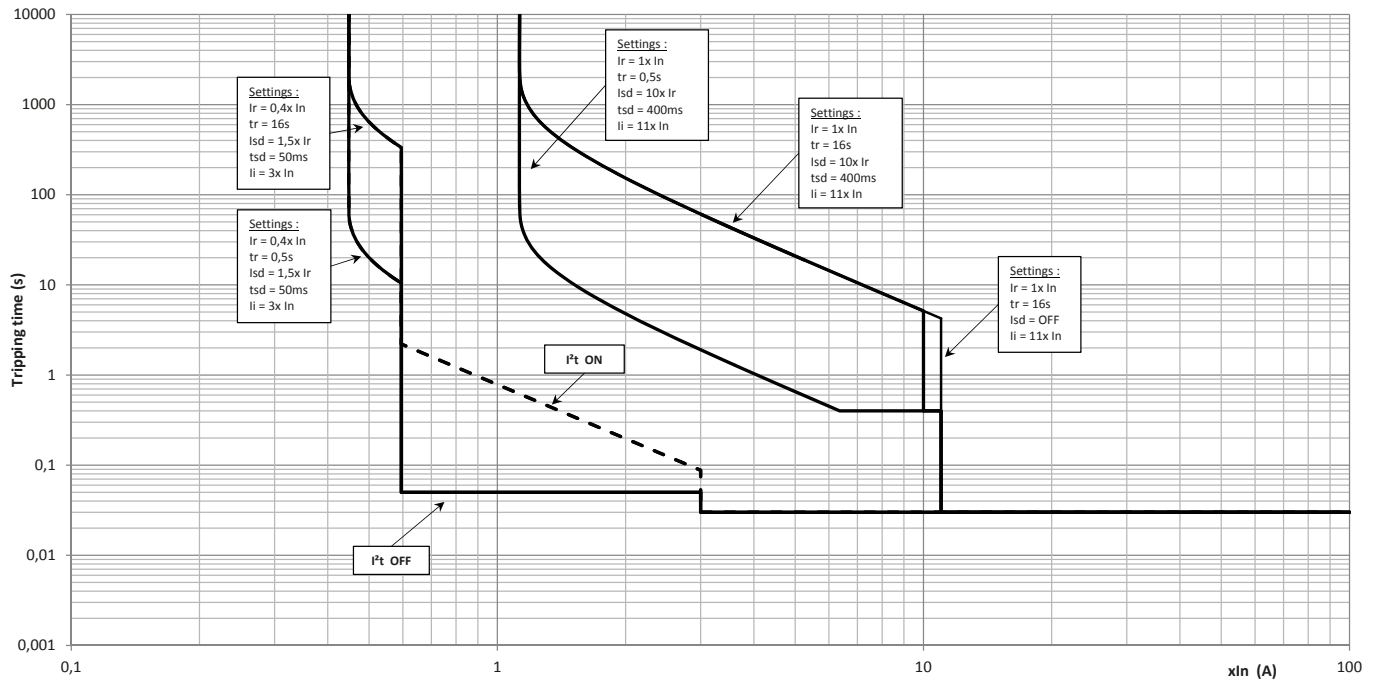 10000
1000
100
10
1
0,1
0,01
0,001
Tripping time (s)
0,1
1
10
100
xIn (A)
Settings :
Ir = 0,4x In
tr = 16s
Isd = 1,5x Ir
tsd = 50ms
Ii = 3x In
Settings :
Ir = 0,4x In
tr = 0,5s
Isd = 1,5x Ir
tsd = 50ms
Ii = 3x In
Settings :
Ir = 1x In
tr = 0,5s
Isd = 10x Ir
tsd = 400ms
Ii = 11x In
Settings :
Ir = 1x In
tr = 16s
Isd = 10x Ir
tsd = 400ms
Ii = 11x In
Settings :
Ir = 1x In
tr = 16s
Isd = OFF
Ii = 11x In
I²t ON
I²t OFF